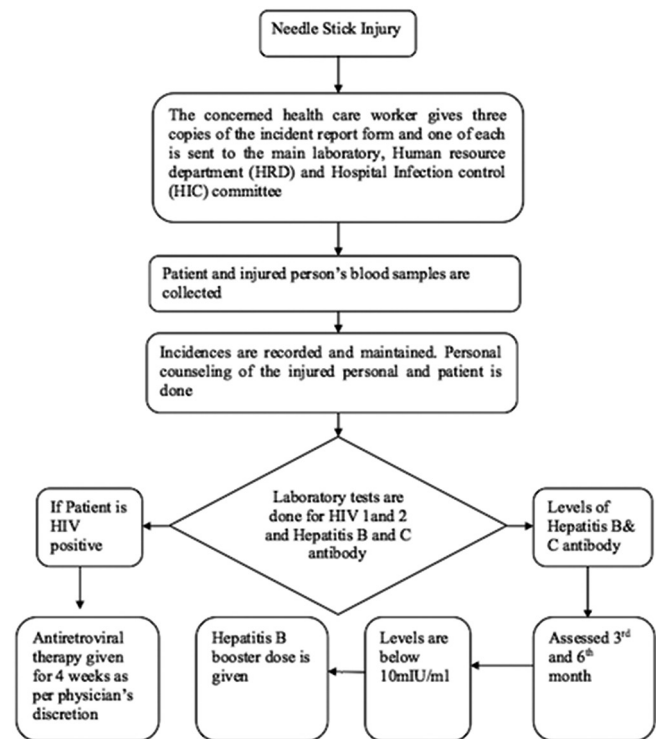 Needle Stick Injury
The concerned health care worker gives three
copies of the incident report form and one of each
is sent to the main laboratory, Human resource
department (HRD) and Hospital Infection control
(HIC) committee
Patient and injured person's blood samples are
collected
Incidences are recorded and maintained. Personal
counseling of the injured personal and patient is
done
Laboratory tests are
done for HIV 1and 2
and Hepatitis B and C
antibody
If Patient is
HIV
positive
Levels of
Hepatitis B&
C antibody
Antiretroviral
therapy given
for 4 weeks as
per physician's
discretion
Hepatitis B
booster dose is
given
Levels are
below
10mIU/ml
Assessed 3rd
and 6th
month